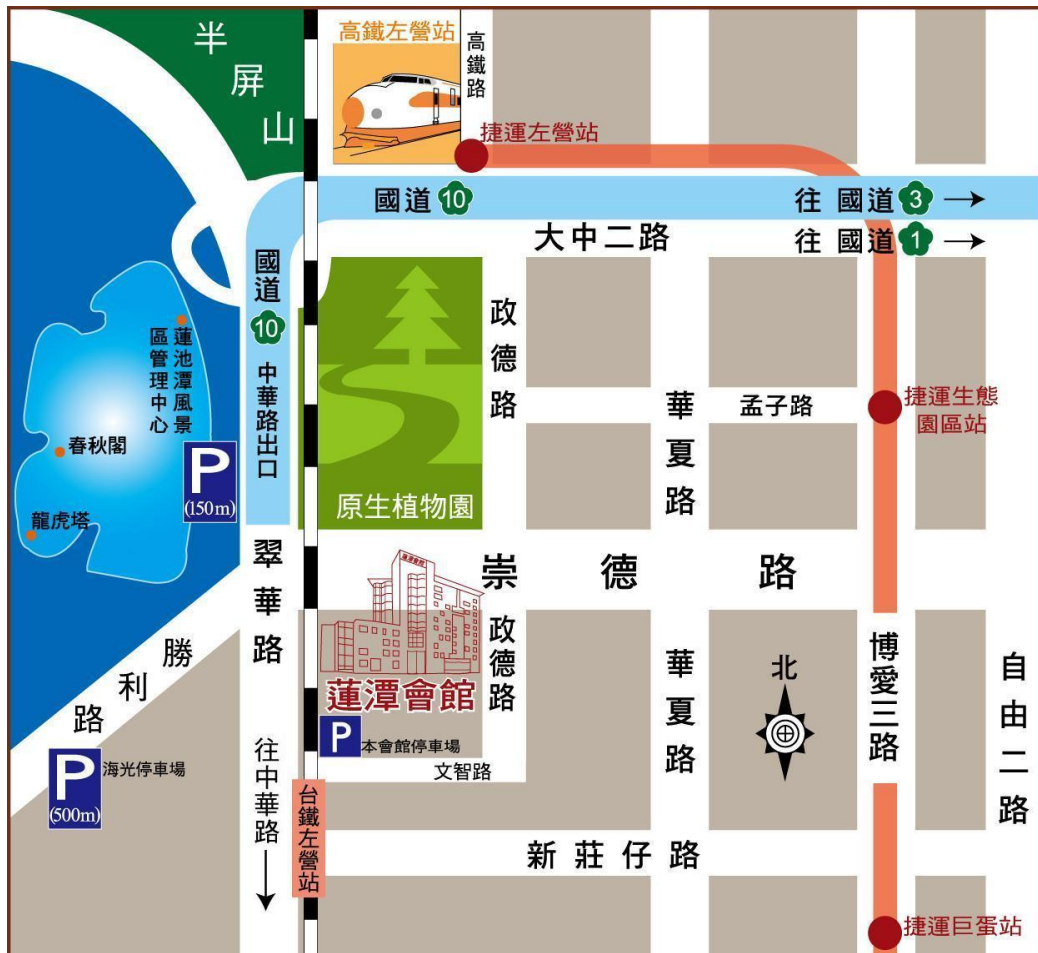 半屏山
高鐵左營站
高鐵路
捷運左營站
國道 10
往 國道 3 →
大中二路
往 國道 1 →
國道 10 中華路出口
政德路
華夏路
孟子路
捷運生態
園區站
蓮池潭風景
區管理中心
春秋閣
龍虎塔
P
(150m)
原生植物園
翠華路
崇德路
蓮潭會館
蓮潭會館
政德路
華夏路
北
博愛三路
自由二路
勝利路
P
(500m)
海光停車場
往中華路
P 本會館停車場
文智路
台鐵左營站
新莊仔路
捷運巨蛋站